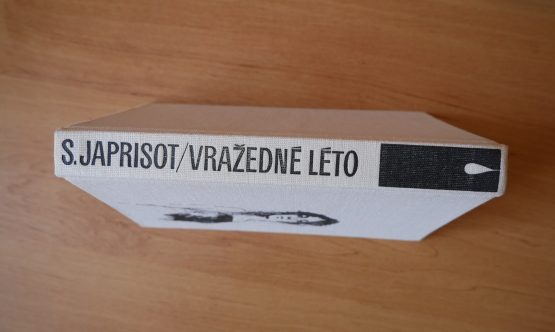 S. JAPRISOT/VRAŽEDNÉ LÉTO